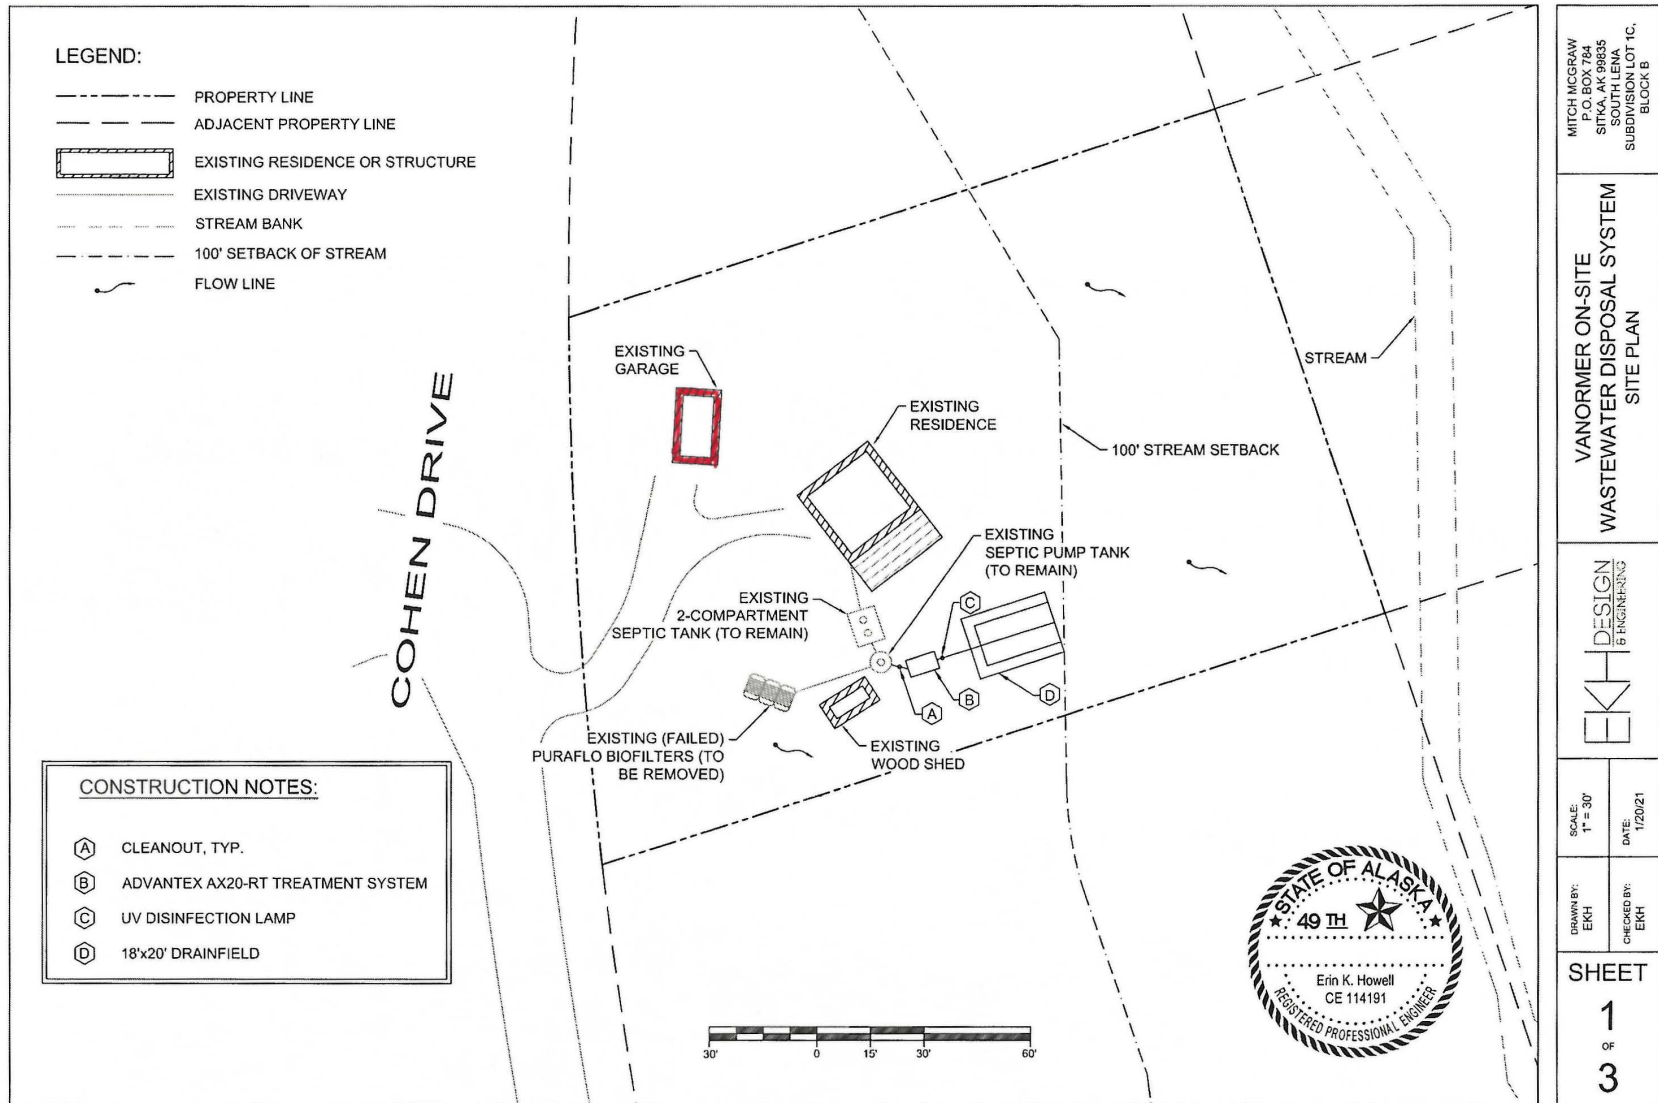 LEGEND:
PROPERTY LINE
ADJACENT PROPERTY LINE
EXISTING RESIDENCE OR STRUCTURE
EXISTING DRIVEWAY
STREAM BANK
100' SETBACK OF STREAM
FLOW LINE
EXISTING
GARAGE
EXISTING
RESIDENCE
STREAM
100' STREAM SETBACK
COHEN DRIVE
EXISTING
SEPTIC PUMP TANK
(TO REMAIN)
EXISTING
2-COMPARTMENT
SEPTIC TANK (TO REMAIN)
C
B
A
D
EXISTING (FAILED)
PURAFLO BIOFILTERS (TO
BE REMOVED)
EXISTING
WOOD SHED
CONSTRUCTION NOTES:
A CLEANOUT, TYP.
B ADVANTEX AX20-RT TREATMENT SYSTEM
C UV DISINFECTION LAMP
D 18'x20' DRAINFIELD
30' 0 15' 30' 60'
STATE OF ALASKA
49 TH
Erin K. Howell
CE 114191
REGISTERED PROFESSIONAL ENGINEER
MITCH MCGRAW
P.O. BOX 784
SITKA, AK 99835
SOUTH LENA
SUBDIVISION LOT 1C,
BLOCK B
VANORMER ON-SITE
WASTEWATER DISPOSAL SYSTEM
SITE PLAN
EKH DESIGN
& ENGINEERING
SCALE:
1" = 30'
DATE:
1/20/21
DRAWN BY:
EKH
CHECKED BY:
EKH
SHEET
1
OF
3